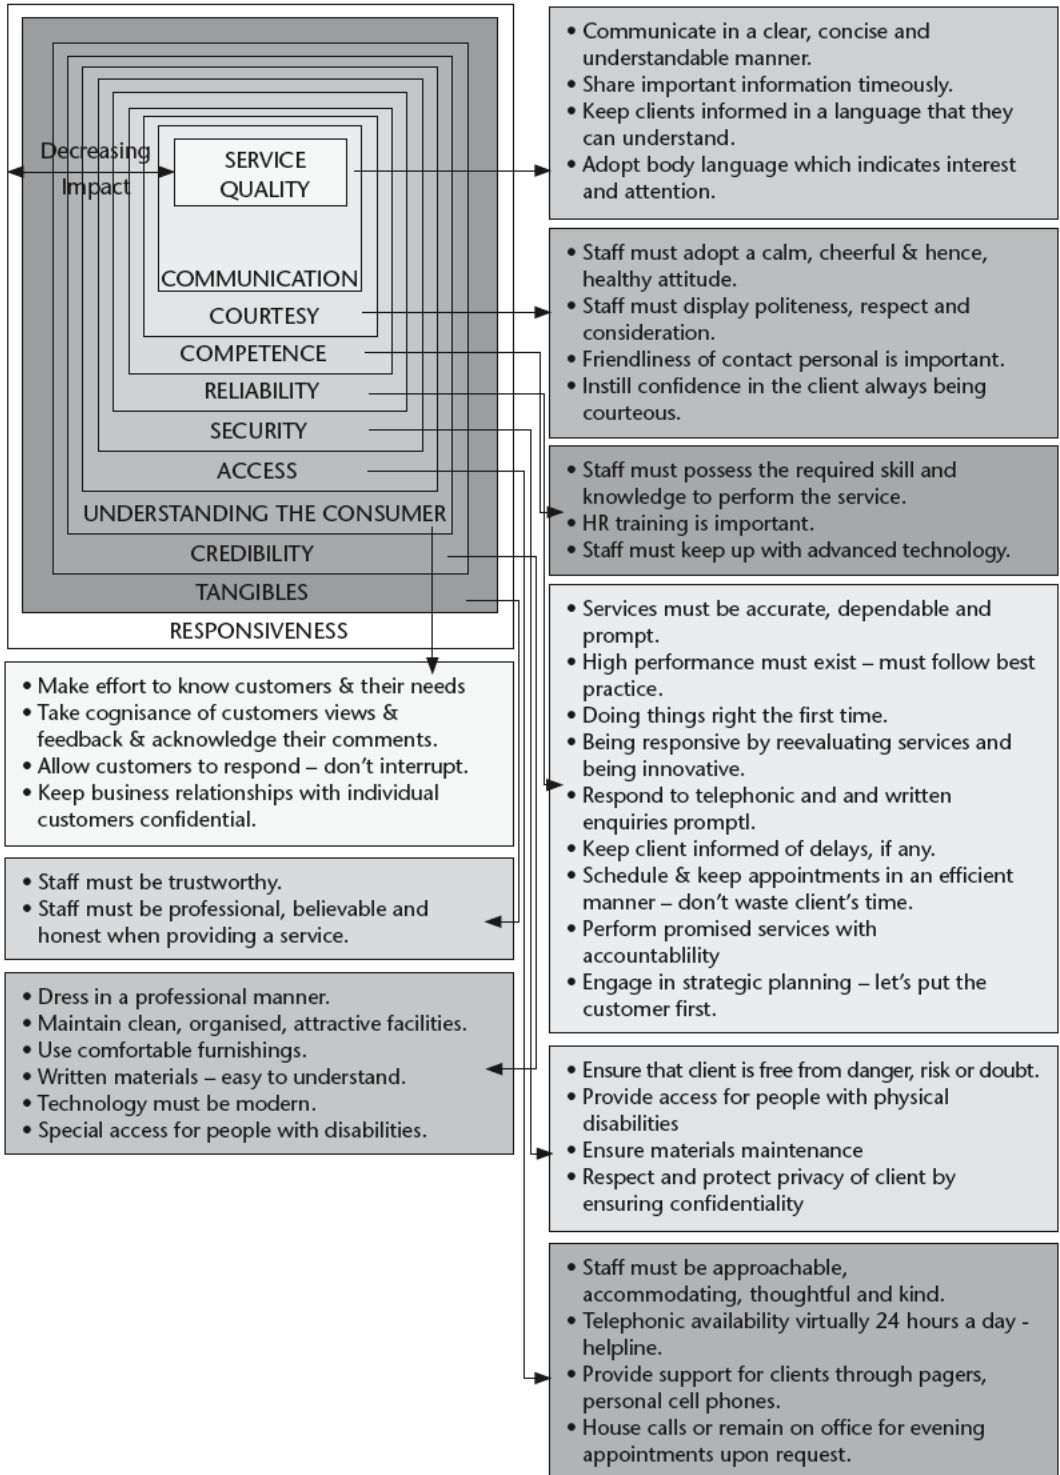 Decreasing
Impact
SERVICE
QUALITY
COMMUNICATION
COURTESY
COMPETENCE
RELIABILITY
SECURITY
ACCESS
UNDERSTANDING THE CONSUMER
CREDIBILITY
TANGIBLES
RESPONSIVENESS
• Make effort to know customers & their needs
• Take cognisance of customers views &
feedback & acknowledge their comments.
• Allow customers to respond – don't interrupt.
• Keep business relationships with individual
customers confidential.
• Staff must be trustworthy.
• Staff must be professional, believable and
honest when providing a service.
• Dress in a professional manner.
• Maintain clean, organised, attractive facilities.
• Use comfortable furnishings.
• Written materials – easy to understand.
• Technology must be modern.
• Special access for people with disabilities.
• Communicate in a clear, concise and
understandable manner.
• Share important information timeously.
• Keep clients informed in a language that they
can understand.
• Adopt body language which indicates interest
and attention.
• Staff must adopt a calm, cheerful & hence,
healthy attitude.
• Staff must display politeness, respect and
consideration.
• Friendliness of contact personal is important.
• Instill confidence in the client always being
courteous.
• Staff must possess the required skill and
knowledge to perform the service.
• HR training is important.
• Staff must keep up with advanced technology.
• Services must be accurate, dependable and
prompt.
• High performance must exist – must follow best
practice.
• Doing things right the first time.
• Being responsive by reevaluating services and
being innovative.
• Respond to telephonic and and written
enquiries promptl.
• Keep client informed of delays, if any.
• Schedule & keep appointments in an efficient
manner – don't waste client's time.
• Perform promised services with
accountablility
• Engage in strategic planning – let's put the
customer first.
• Ensure that client is free from danger, risk or doubt.
• Provide access for people with physical
disabilities
• Ensure materials maintenance
• Respect and protect privacy of client by
ensuring confidentiality
• Staff must be approachable,
accommodating, thoughtful and kind.
• Telephonic availability virtually 24 hours a day -
helpline.
• Provide support for clients through pagers,
personal cell phones.
• House calls or remain on office for evening
appointments upon request.